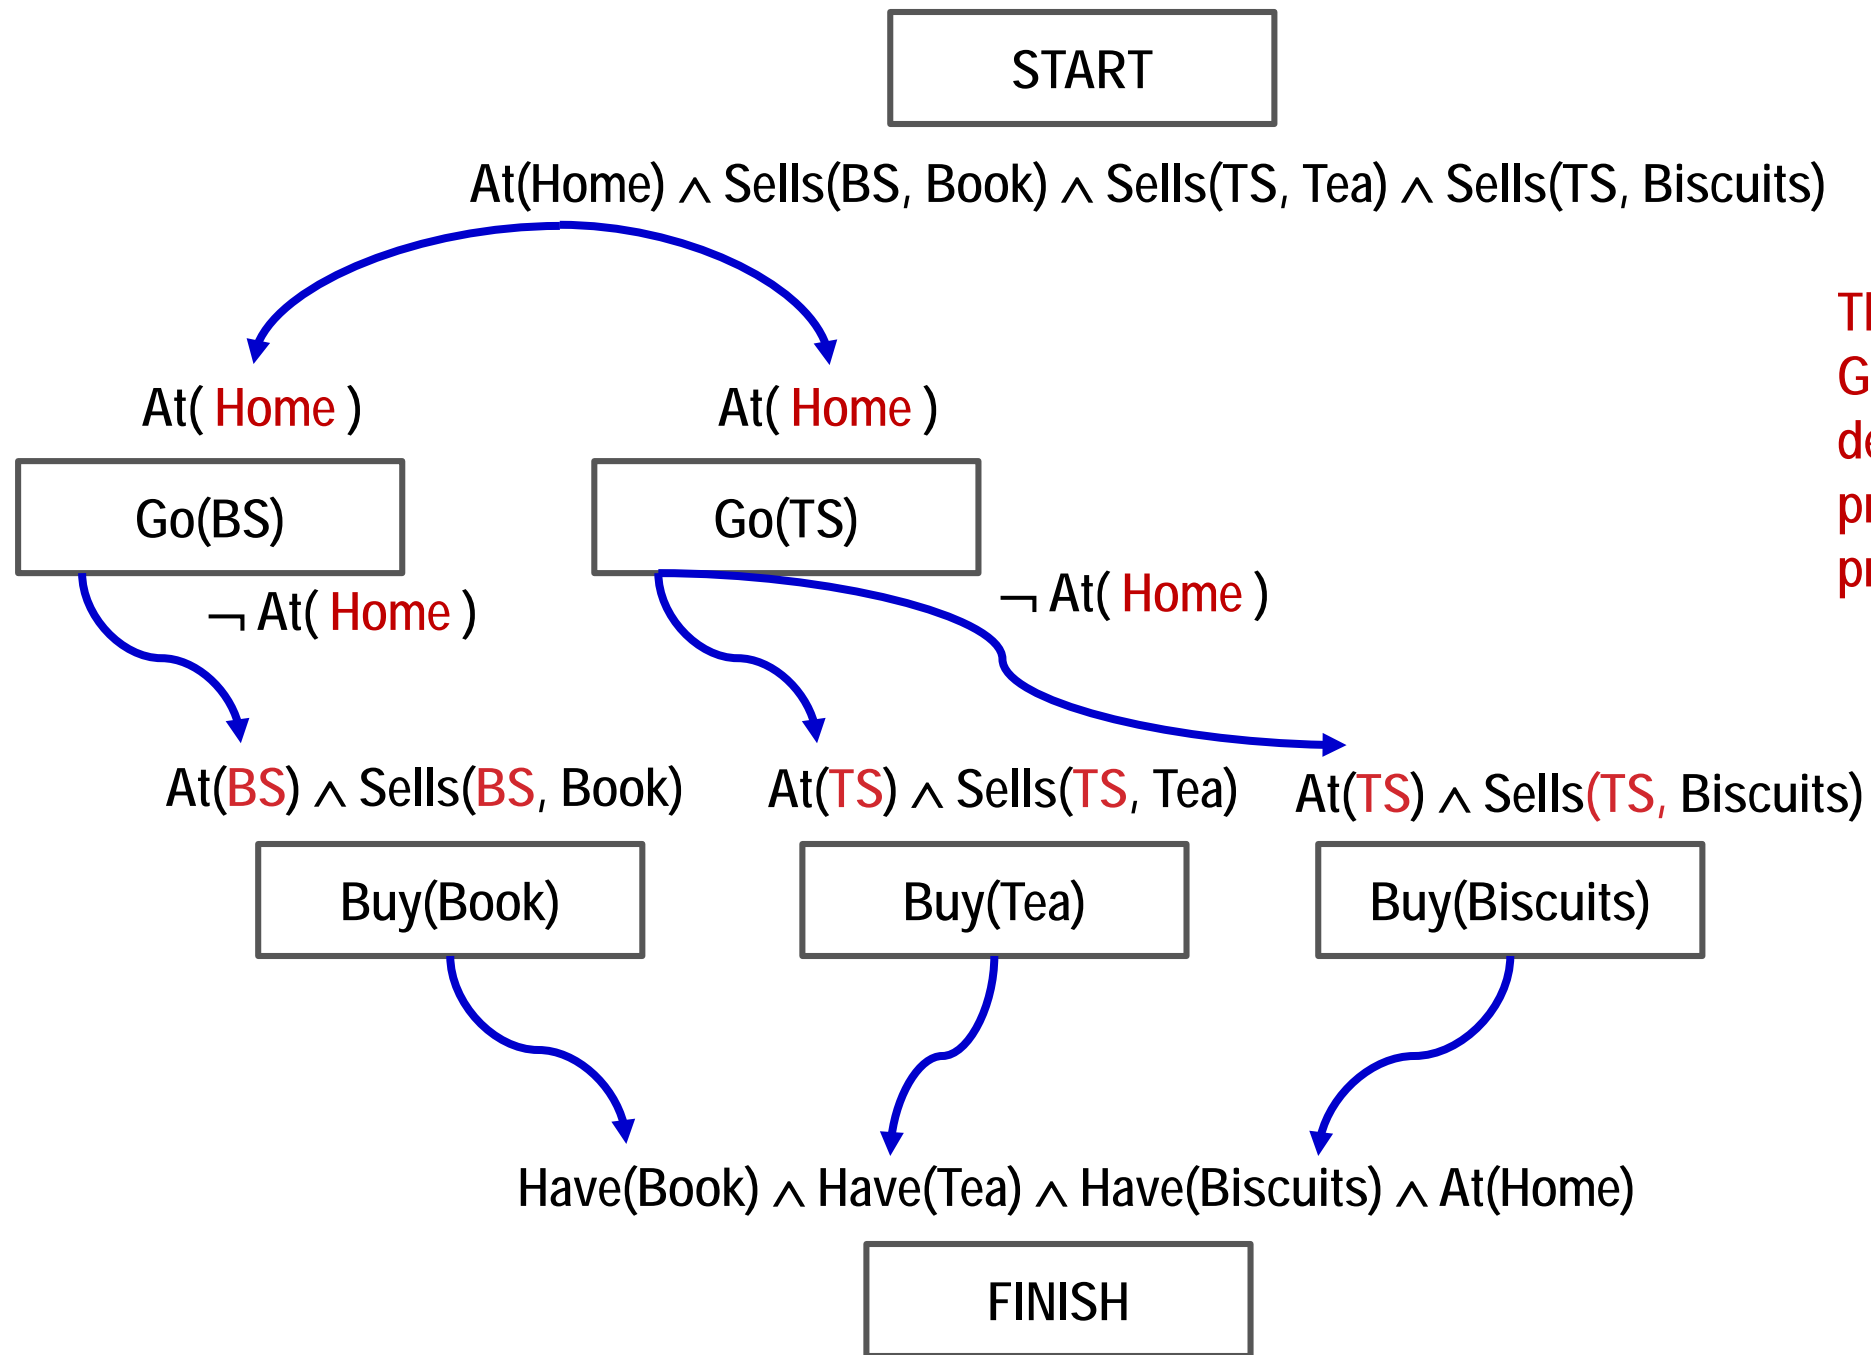 START
At(Home) ∧ Sells(BS, Book) ∧ Sells(TS, Tea) ∧ Sells(TS, Biscuits)
At( Home )
At( Home )
Go(BS)
Go(TS)
¬ At( Home )
¬ At( Home )
At(BS) ∧ Sells(BS, Book)
At(TS) ∧ Sells(TS, Tea)
At(TS) ∧ Sells(TS, Biscuits)
Buy(Book)
Buy(Tea)
Buy(Biscuits)
Have(Book) ∧ Have(Tea) ∧ Have(Biscuits) ∧ At(Home)
FINISH